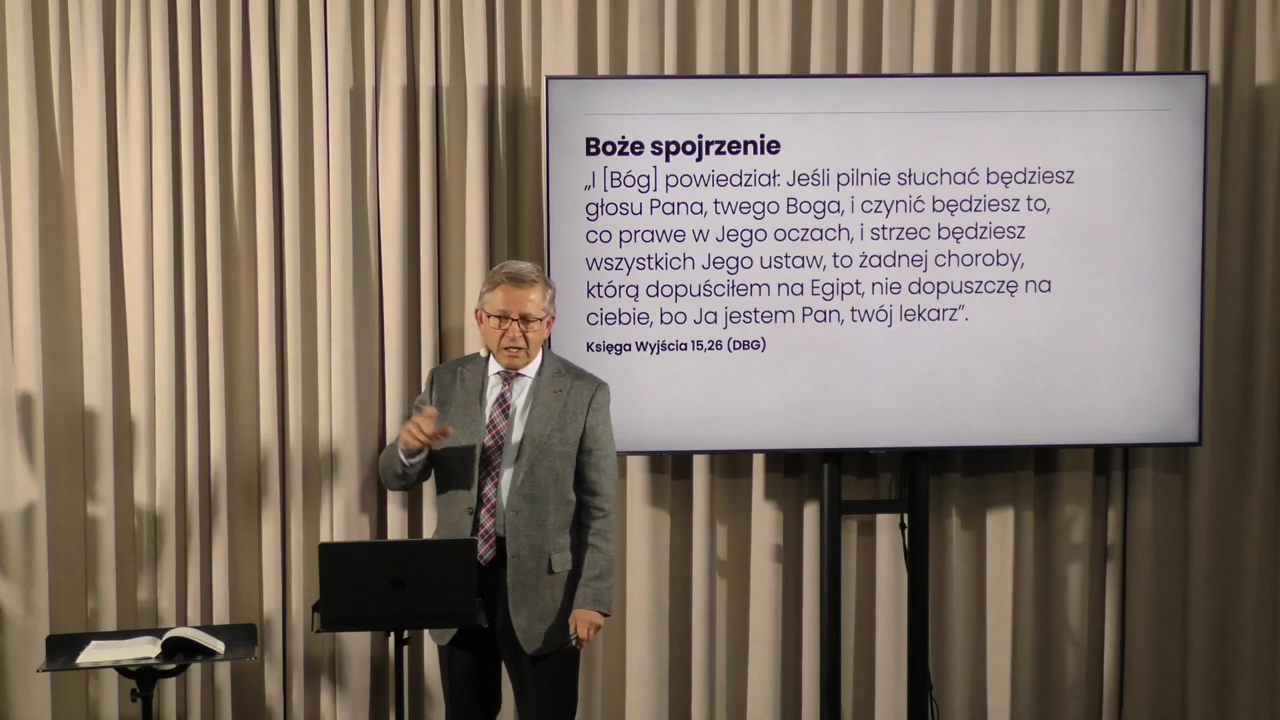 Boże spojrzenie
„I [Bóg] powiedział: Jeśli pilnie słuchać będziesz
głosu Pana, twego Boga, i czynić będziesz to,
co prawe w Jego oczach, i strzec będziesz
wszystkich Jego ustaw, to żadnej choroby,
którą dopuściłem na Egipt, nie dopuszczę na
ciebie, bo Ja jestem Pan, twój lekarz”.
Księga Wyjścia 15,26 (DBG)